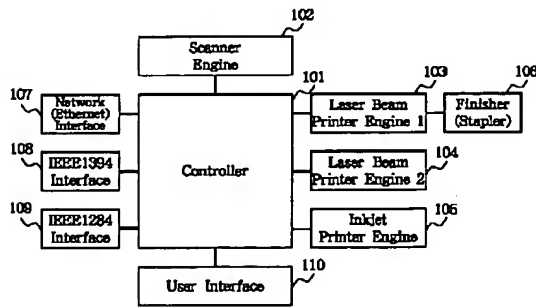 102
Scanner
Engine
101
103
106
107
Network
(Ethernet)
Interface
Laser Beam
Printer Engine 1
Finisher
(Stapler)
108
IEEE1394
Interface
Controller
104
Laser Beam
Printer Engine 2
109
IEEE1284
Interface
105
Inkjet
Printer Engine
User Interface
110